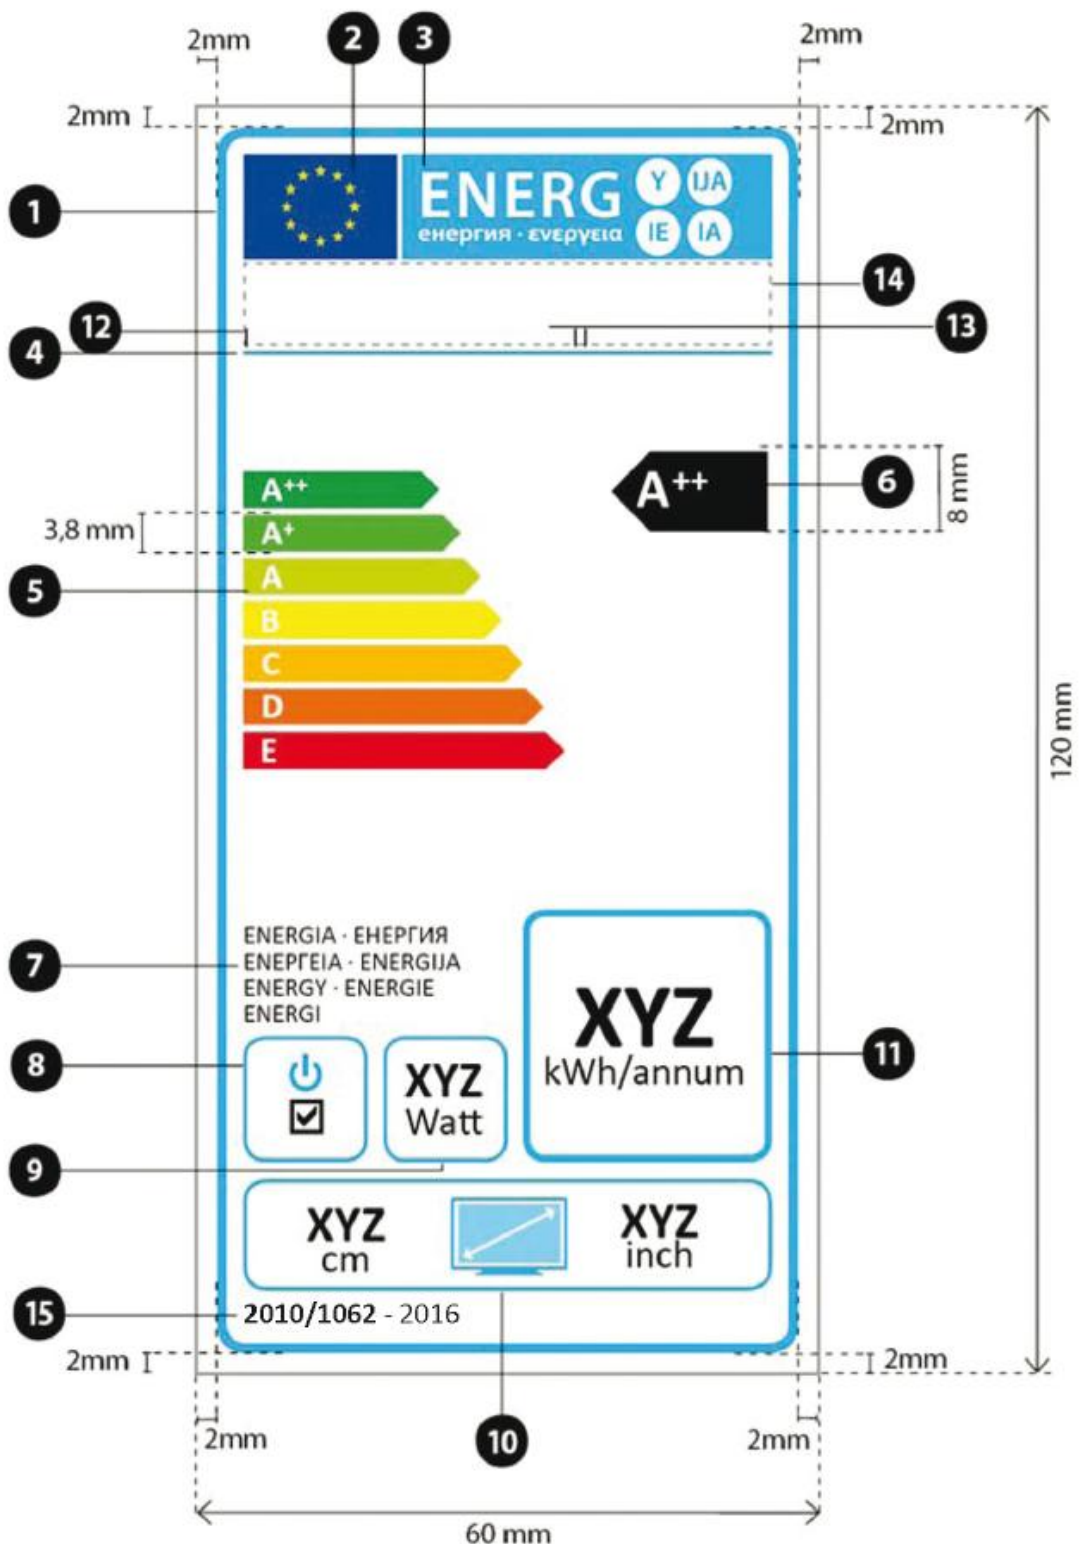 2
3
2mm
2mm
2mm
2mm
1
ENERG
Y
IJA
енергия · ενεργεια
IE
IA
14
12
13
4
A++
A++
6
8 mm
3,8 mm
A+
5
A
B
C
D
E
120 mm
ENERGIA · ЕНЕРГИЯ
7
ΕΝΕΡΓΕΙΑ · ENERGIJA
ENERGY · ENERGIE
ENERGI
XYZ
kWh/annum
11
8
XYZ
Watt
9
XYZ
cm
XYZ
inch
15
2010/1062 - 2016
2mm
2mm
2mm
10
2mm
60 mm